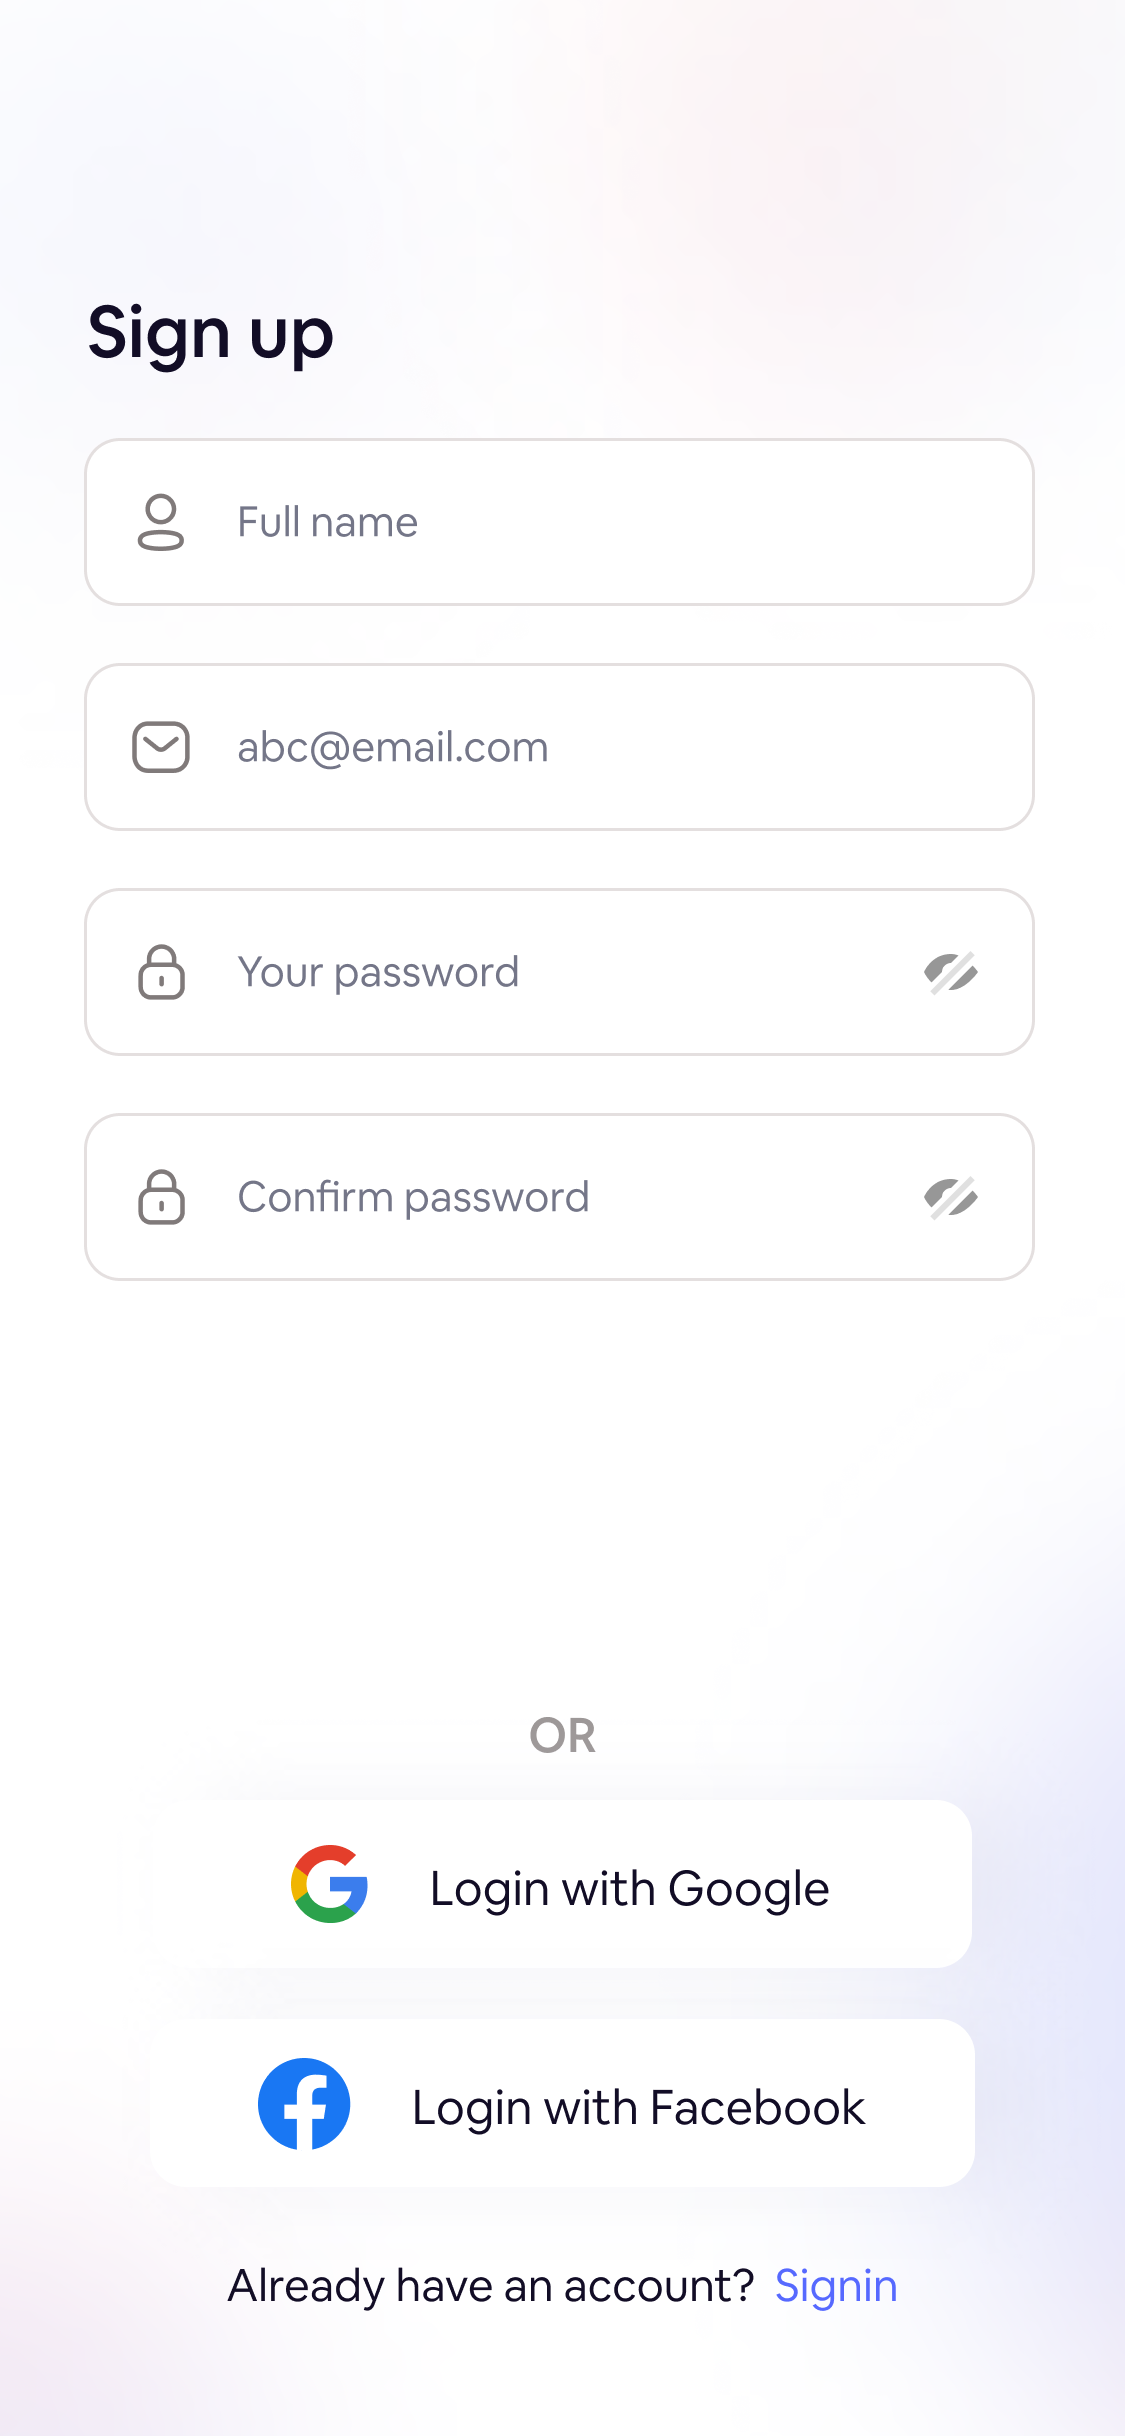 Sign up
Full name
abc@email.com
Your password
Confirm password
OR
Login with Google
Login with Facebook
Already have an account? Signin